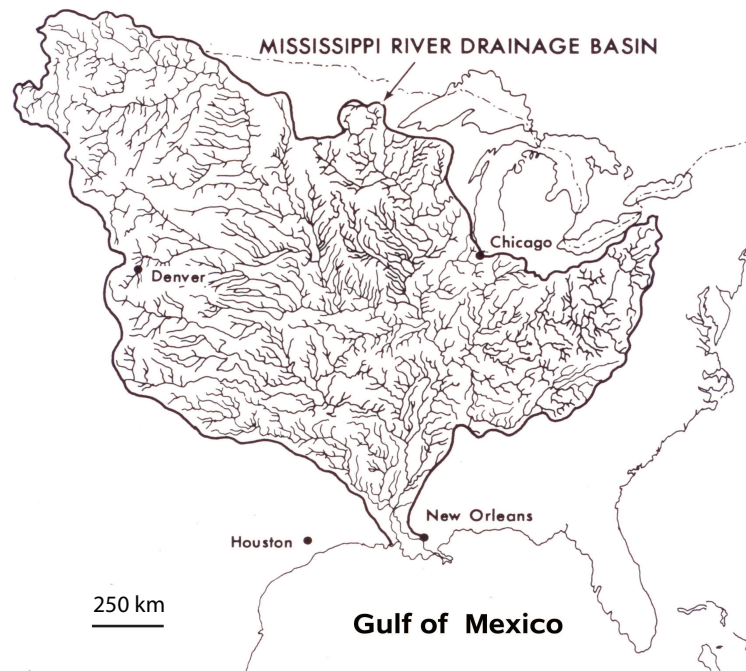 MISSISSIPPI RIVER DRAINAGE BASIN
Chicago
Denver
New Orleans
Houston
250 km
Gulf of Mexico